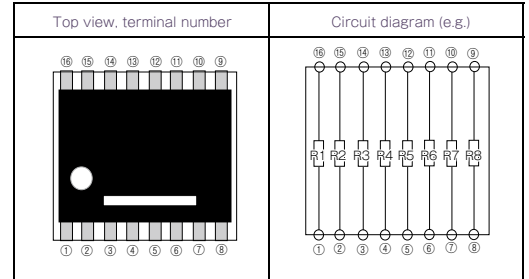 Top view, terminal number
Circuit diagram (e.g.)
⑯ ⑮ ⑭ ⑬ ⑫ ⑪ ⑩ ⑨
① ② ③ ④ ⑤ ⑥ ⑦ ⑧
⑯ ⑮ ⑭ ⑬ ⑫ ⑪ ⑩ ⑨
R1 R2 R3 R4 R5 R6 R7 R8
① ② ③ ④ ⑤ ⑥ ⑦ ⑧